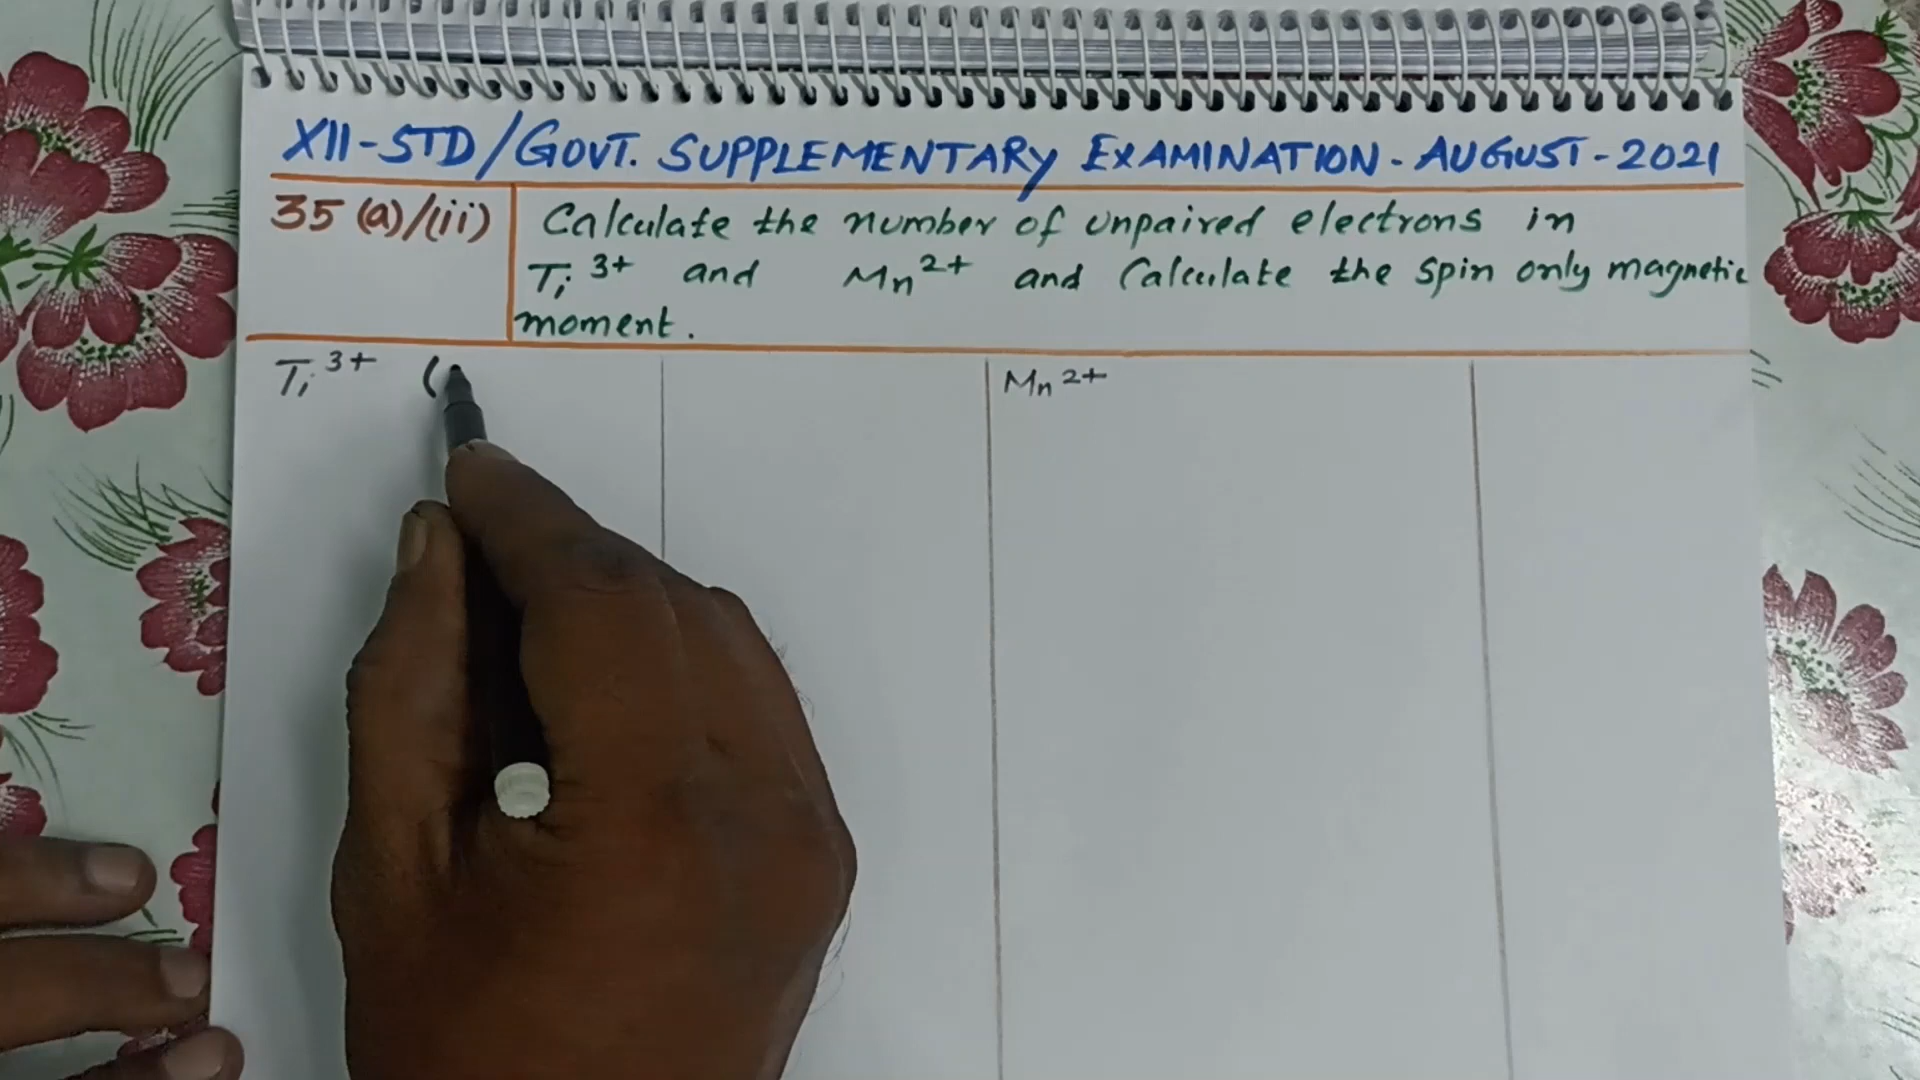 XII-STD/GOVT. SUPPLEMENTARY EXAMINATION - AUGUST - 2021
35 (a)/(ii)
Calculate the number of unpaired electrons in
Ti 3+ and Mn 2+ and Calculate the spin only magnetic
moment.
Ti 3+ (
Mn 2+